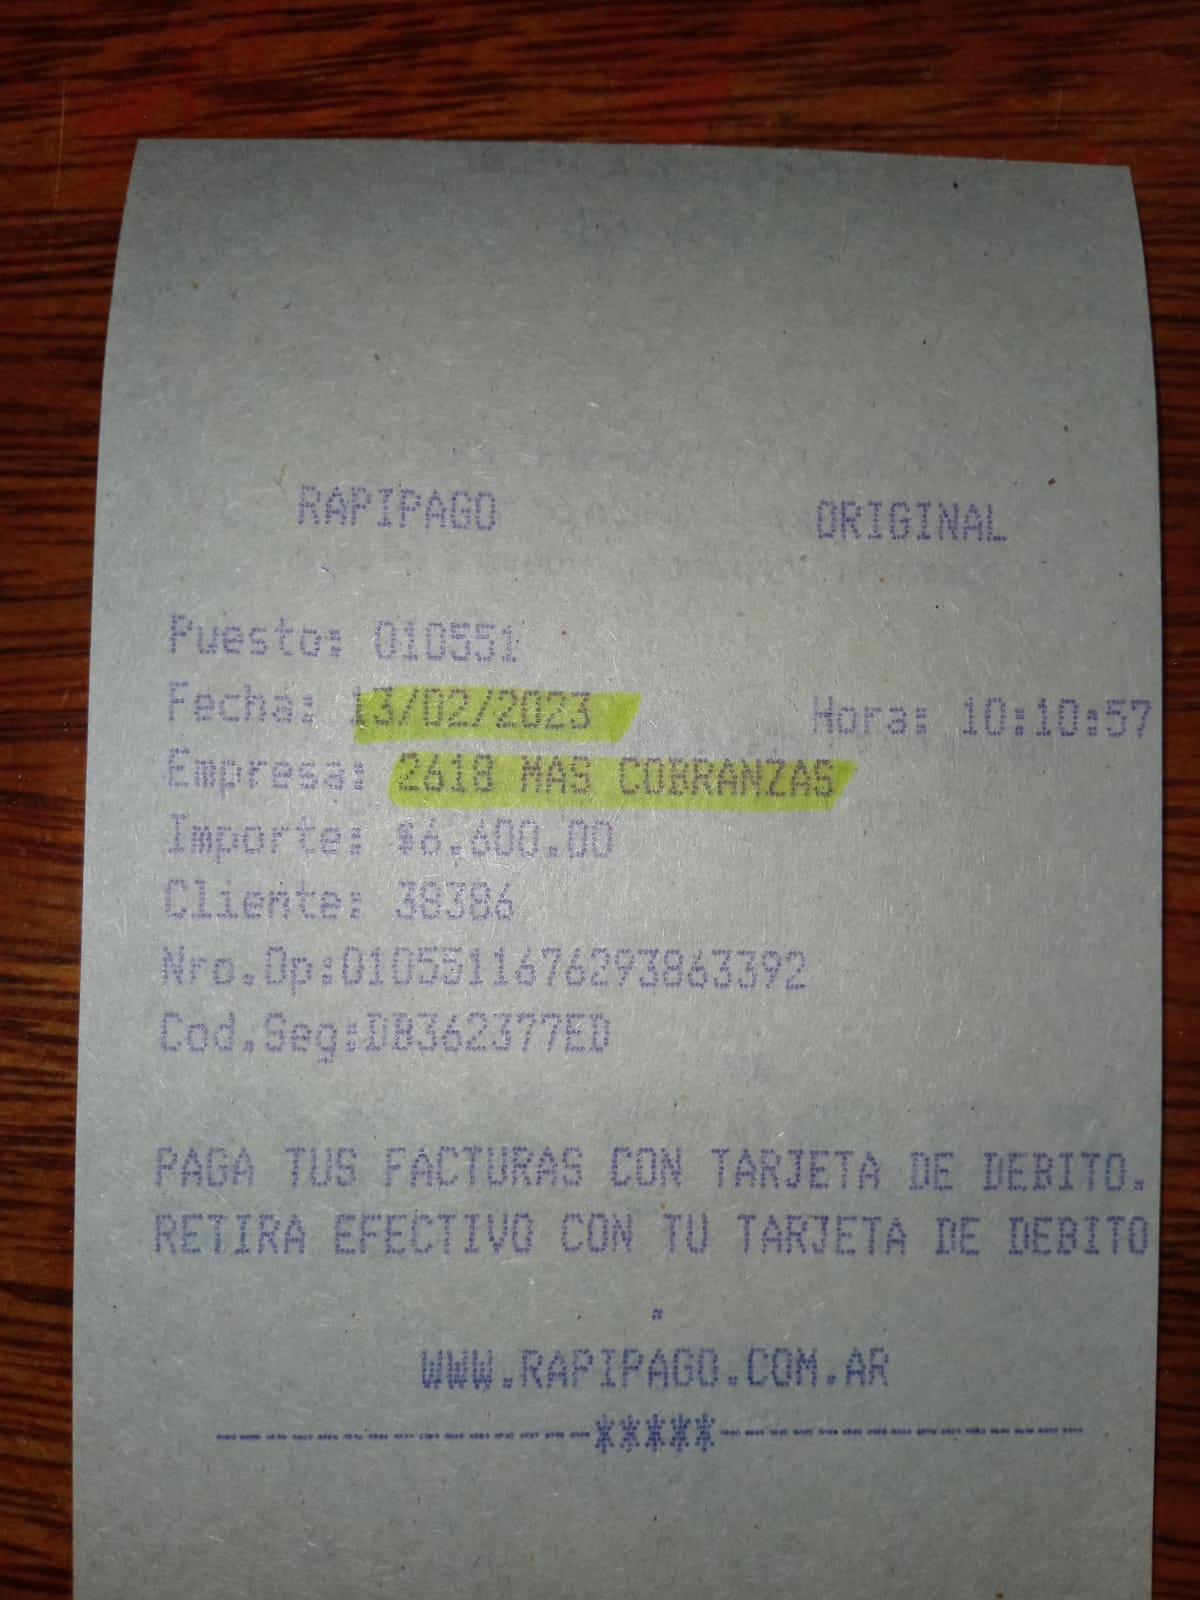 RAPIPAGO ORIGINAL
Puesto: 010551
Fecha: 13/02/2023 Hora: 10:10:57
Empresa: 2618 MAS COBRANZAS
Importe: $6.600.00
Cliente: 38386
Nro.Op:01055116762938633392
Cod.Seg:DB362377ED
PAGA TUS FACTURAS CON TARJETA DE DEBITO.
RETIRA EFECTIVO CON TU TARJETA DE DEBITO
.
WWW.RAPIPAGO.COM.AR
*****